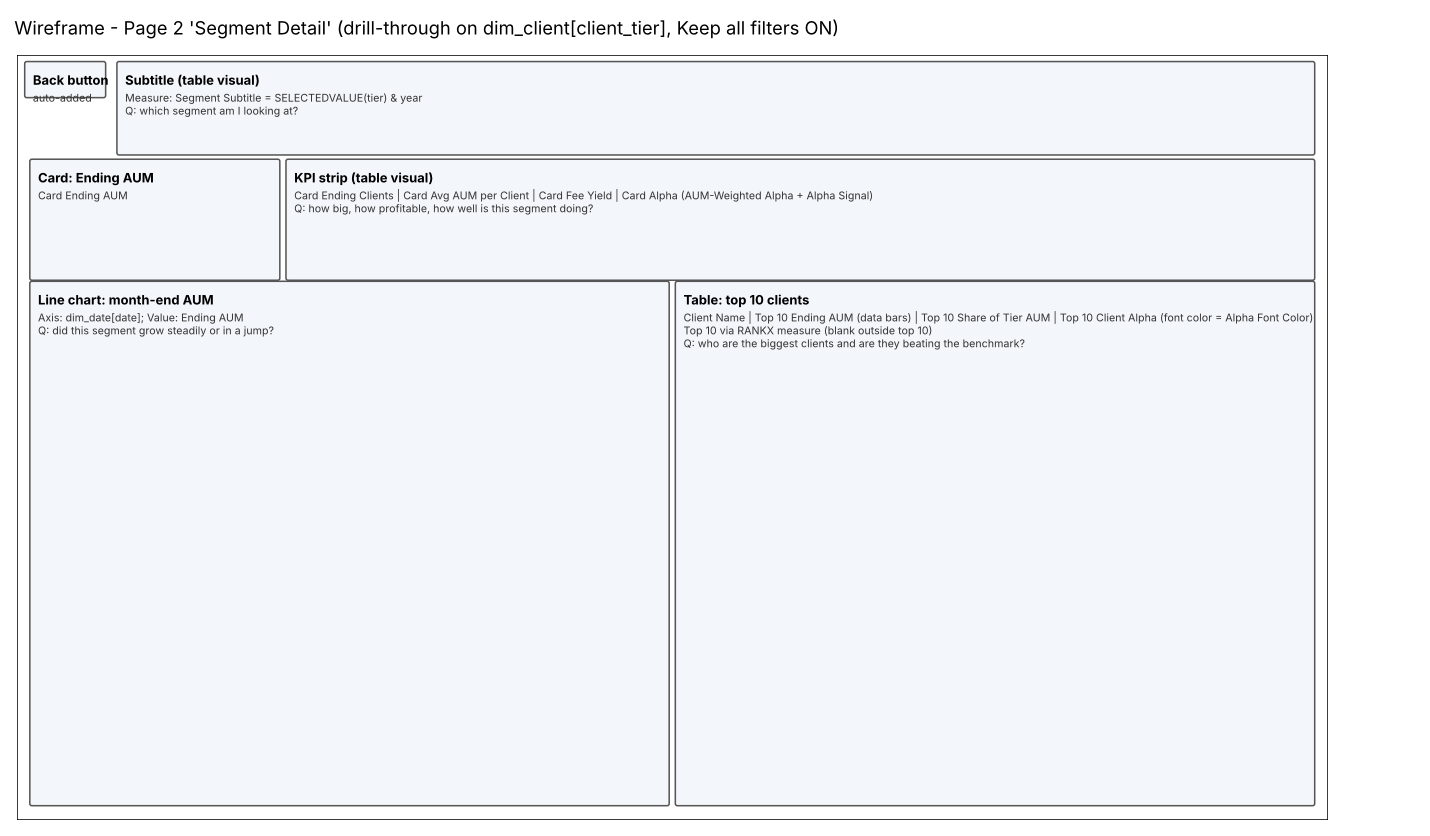 Wireframe - Page 2 'Segment Detail' (drill-through on dim_client[client_tier], Keep all filters ON)
Back button
auto-added
Subtitle (table visual)
Measure: Segment Subtitle = SELECTEDVALUE(tier) & year
Q: which segment am I looking at?
Card: Ending AUM
Card Ending AUM
KPI strip (table visual)
Card Ending Clients | Card Avg AUM per Client | Card Fee Yield | Card Alpha (AUM-Weighted Alpha + Alpha Signal)
Q: how big, how profitable, how well is this segment doing?
Line chart: month-end AUM
Axis: dim_date[date]; Value: Ending AUM
Q: did this segment grow steadily or in a jump?
Table: top 10 clients
Client Name | Top 10 Ending AUM (data bars) | Top 10 Share of Tier AUM | Top 10 Client Alpha (font color = Alpha Font Color)
Top 10 via RANKX measure (blank outside top 10)
Q: who are the biggest clients and are they beating the benchmark?